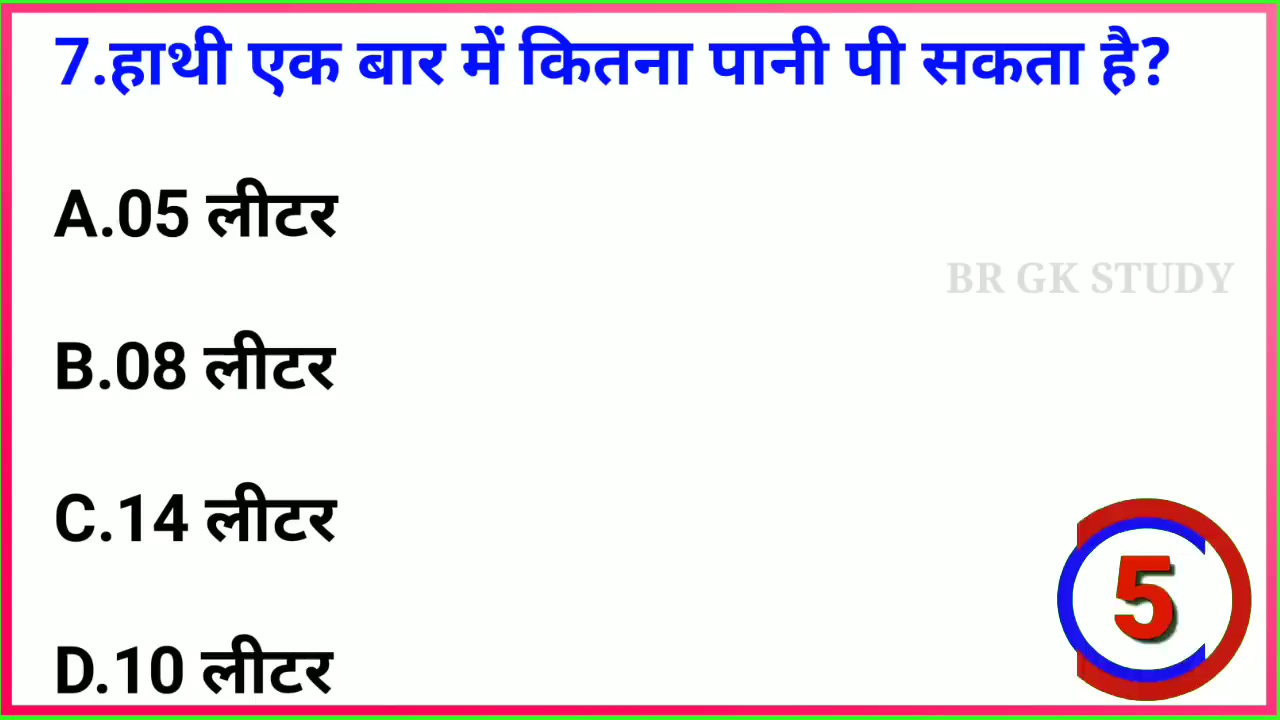 7.हाथी एक बार में कितना पानी पी सकता है?
A.05 लीटर
BR GK STUDY
B.08 लीटर
C.14 लीटर
5
D.10 लीटर